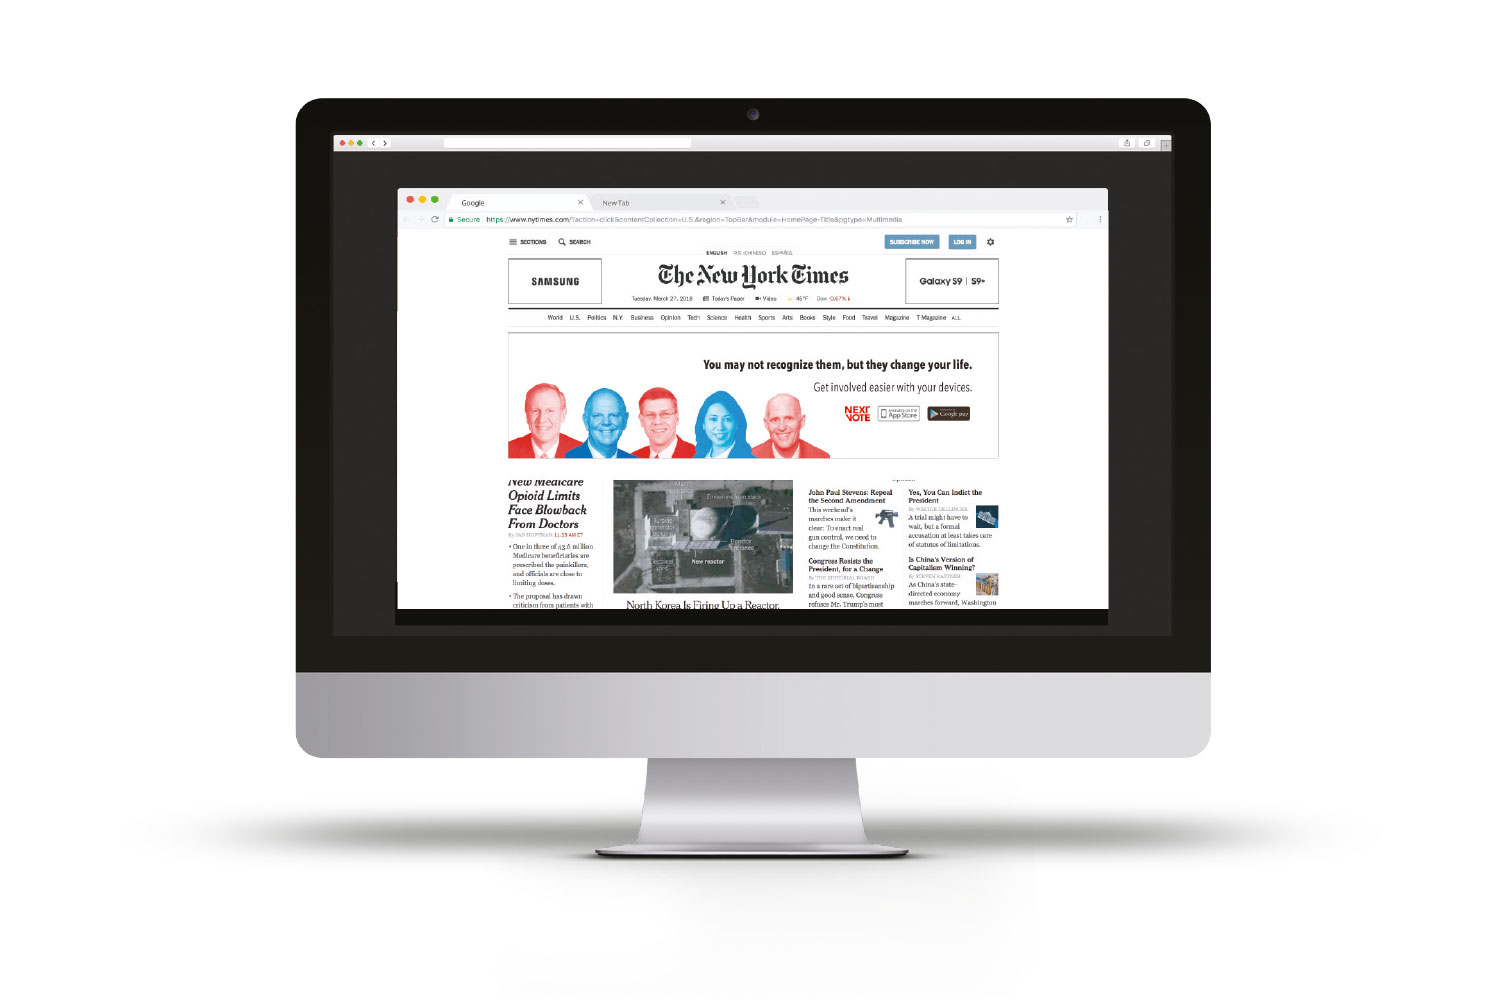 Google
New Tab
Secure https://www.nytimes.com/?action=click&contentCollection=U.S.&region=TopBar&module=HomePage-Title&pgtype=Multimedia
SECTIONS SEARCH
SUBSCRIBE NOW LOG IN
ENGLISH (CHINESE) ESPAÑOL
SAMSUNG
The New York Times
Galaxy S9 | S9+
Tuesday, March 27, 2018 Today's Paper Video 45°F Dow -0.67%↓
World U.S. Politics N.Y. Business Opinion Tech Science Health Sports Arts Books Style Food Travel Magazine T Magazine ALL
You may not recognize them, but they change your life.
Get involved easier with your devices.
NEXT
VOTE
Available on the
App Store
Google play
New Medicare
Opioid Limits
Face Blowback
From Doctors
By JAN HOFFMAN 11:23 AM ET
• One in three of 43.6 million
Medicare beneficiaries are
prescribed the painkillers,
and officials are close to
limiting doses.
• The proposal has drawn
criticism from patients with
Emissions from stack
Reactor
New reactor
North Korea Is Firing Up a Reactor.
Opinion
John Paul Stevens: Repeal
the Second Amendment
This weekend's
marches make it
clear: To enact real
gun control, we need to
change the Constitution.
Congress Resists the
President, for a Change
By THE EDITORIAL BOARD
In a rare act of bipartisanship
and good sense, Congress
refuses Mr. Trump's most
Yes, You Can Indict the
President
By WALTER DELLINGER
A trial might have to
wait, but a formal
accusation at least takes care
of statutes of limitations.
Is China's Version of
Capitalism Winning?
By STEVEN RATTNER
As China's state-
directed economy
marches forward, Washington